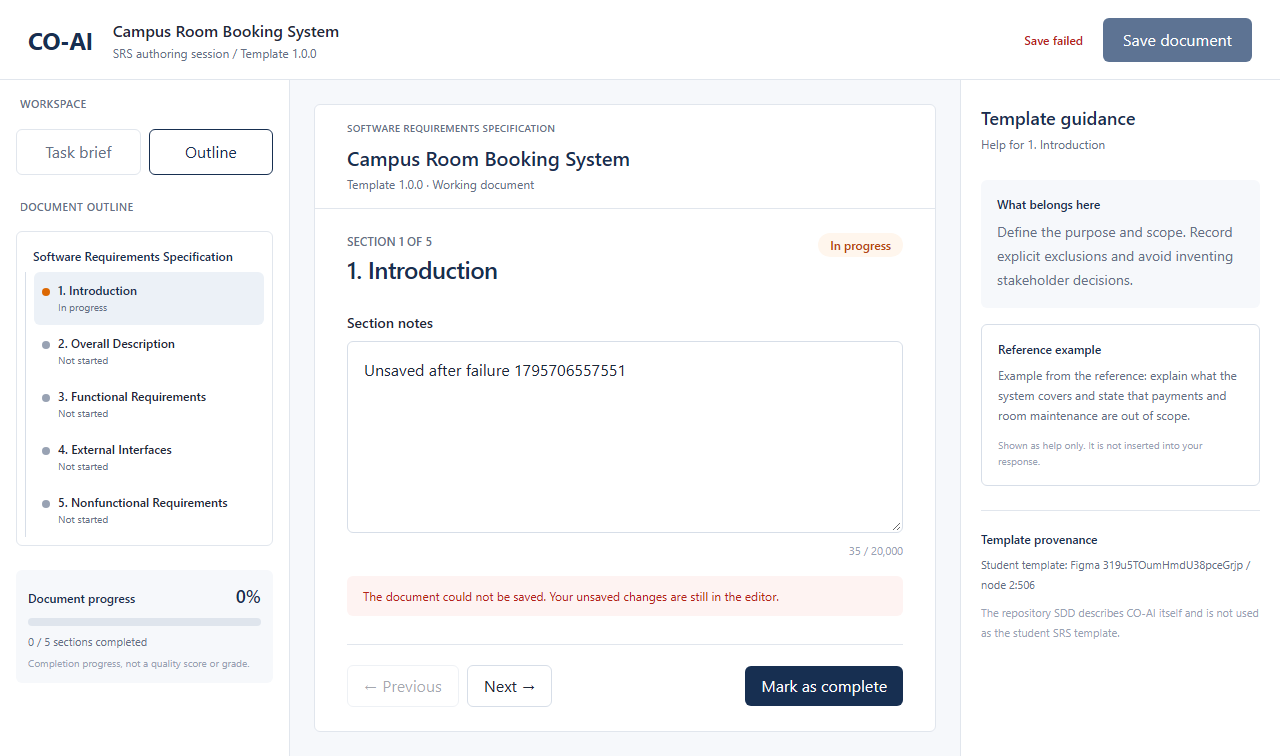 CO-AI
Campus Room Booking System
SRS authoring session / Template 1.0.0
Save failed
Save document
WORKSPACE
Task brief
Outline
DOCUMENT OUTLINE
Software Requirements Specification
1. Introduction
In progress
2. Overall Description
Not started
3. Functional Requirements
Not started
4. External Interfaces
Not started
5. Nonfunctional Requirements
Not started
Document progress
0%
0 / 5 sections completed
Completion progress, not a quality score or grade.
SOFTWARE REQUIREMENTS SPECIFICATION
Campus Room Booking System
Template 1.0.0 · Working document
SECTION 1 OF 5
In progress
1. Introduction
Section notes
Unsaved after failure 1795706557551
35 / 20,000
The document could not be saved. Your unsaved changes are still in the editor.
← Previous
Next →
Mark as complete
Template guidance
Help for 1. Introduction
What belongs here
Define the purpose and scope. Record
explicit exclusions and avoid inventing
stakeholder decisions.
Reference example
Example from the reference: explain what the
system covers and state that payments and
room maintenance are out of scope.
Shown as help only. It is not inserted into your
response.
Template provenance
Student template: Figma 319u5TOumHmdU38pceGrjp /
node 2:506
The repository SDD describes CO-AI itself and is not used
as the student SRS template.